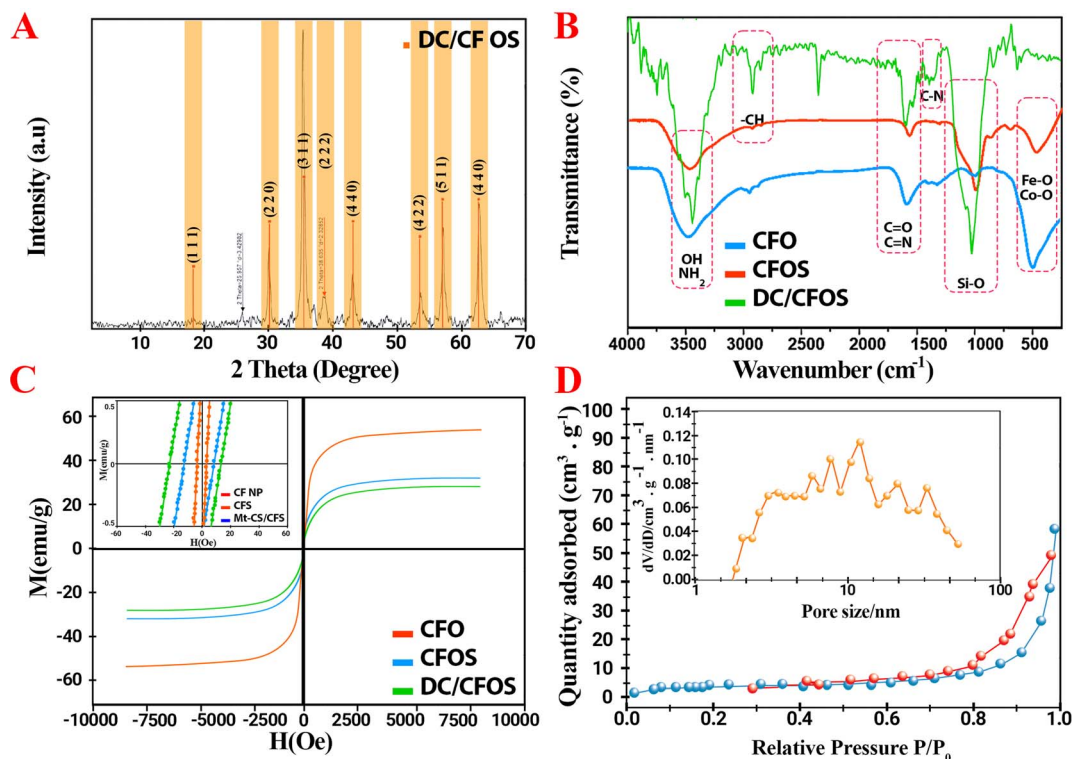 A
DC/CF OS
Intensity (a.u)
(1 1 1)
2 Theta=25.957 °d=3.42982
(2 2 0)
(3 1 1)
(2 2 2)
(4 4 0)
(4 2 2)
(5 1 1)
(4 4 0)
10 20 30 40 50 60 70
2 Theta (Degree)
B
Transmittance (%)
-CH
C-N
OH
NH2
C=O
C=N
Si-O
Fe-O
Co-O
CFO
CFOS
DC/CFOS
4000 3500 3000 2500 2000 1500 1000 500
Wavenumber (cm-1)
C
M(emu/g)
60
40
20
0
-20
-40
-60
-10000 -5000 0 5000 10000
H(Oe)
CFO
CFOS
DC/CFOS
M(emu/g)
0.5
0
-0.5
-60 -40 -20 0 20 40 60
H(Oe)
CF NP
CFS
Mt-CS/CFS
D
Quantity adsorbed (cm3 . g-1)
100
90
80
70
60
50
40
30
20
10
0
0.0 0.2 0.4 0.6 0.8 1.0
Relative Pressure P/P0
dV/dD/cm3 . g-1 . nm-1
0.14
0.12
0.10
0.08
0.06
0.04
0.02
0.00
1 10 100
Pore size/nm